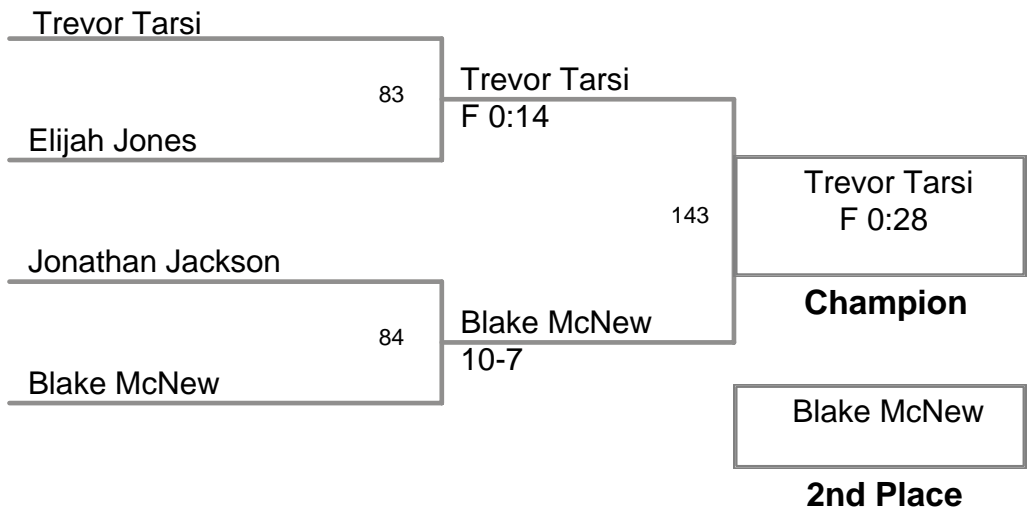 Trevor Tarsi
83
Elijah Jones
Trevor Tarsi
F 0:14
Jonathan Jackson
84
Blake McNew
Blake McNew
10-7
143
Trevor Tarsi
F 0:28
Champion
Blake McNew
2nd Place